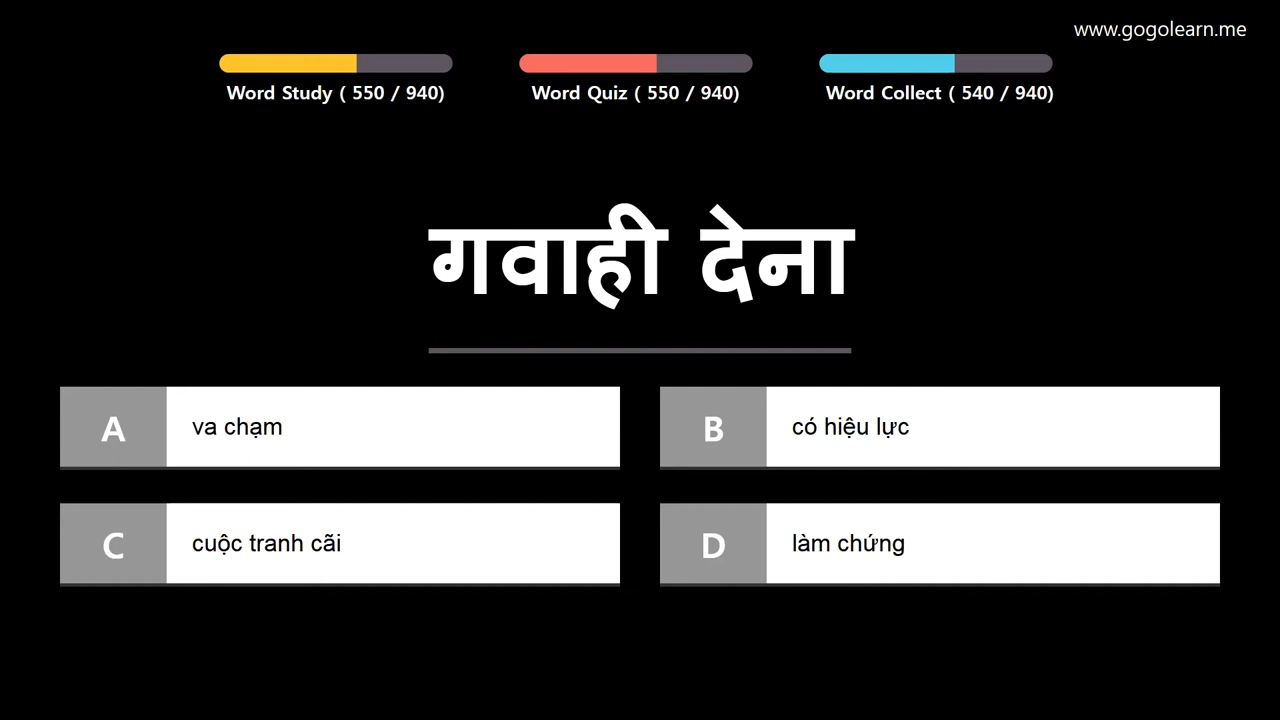 www.gogolearn.me
Word Study ( 550 / 940)
Word Quiz ( 550 / 940)
Word Collect ( 540 / 940)
गवाही देना
A va chạm
B có hiệu lực
C cuộc tranh cãi
D làm chứng